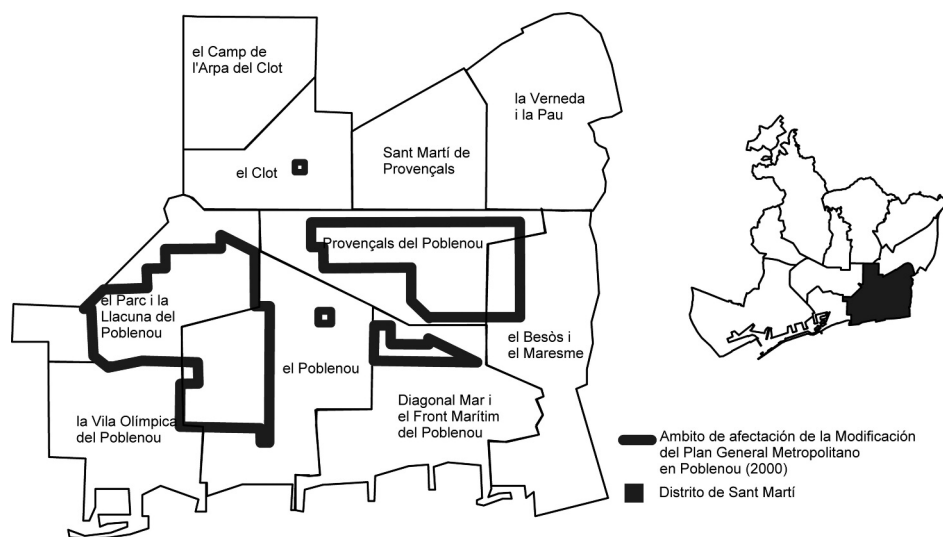 el Camp de
l'Arpa del Clot
la Verneda
i la Pau
Sant Martí de
Provençals
el Clot
Provençals del Poblenou
el Parc i la
Llacuna del
Poblenou
el Besòs i
el Maresme
el Poblenou
la Vila Olímpica
del Poblenou
Diagonal Mar i
el Front Marítim
del Poblenou
Ambito de afectación de la Modificación
del Plan General Metropolitano
en Poblenou (2000)
Distrito de Sant Martí